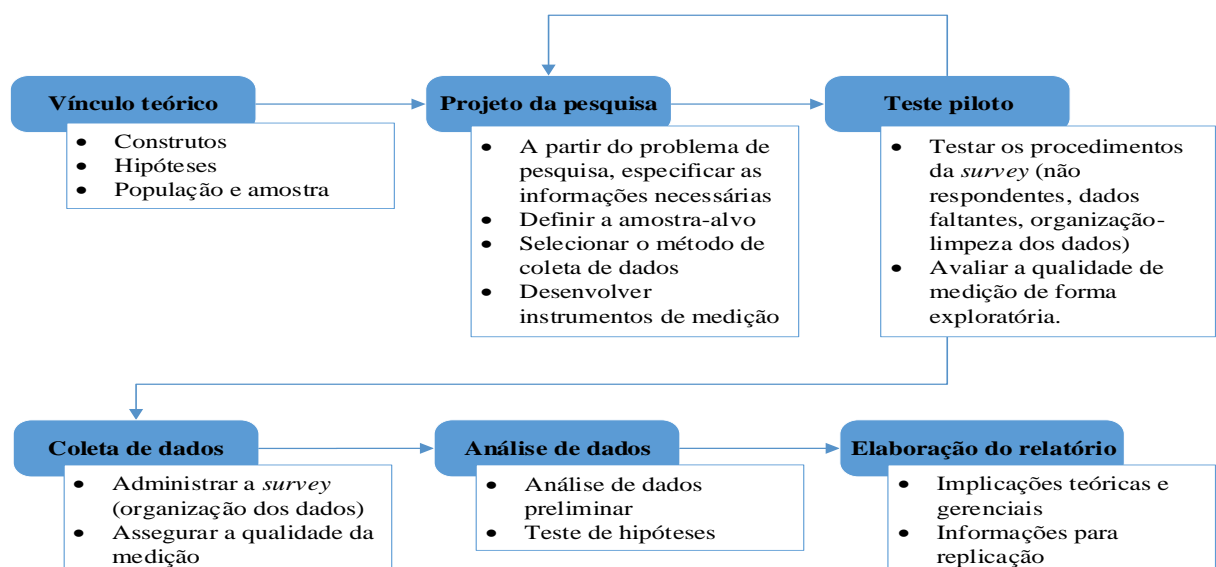 Vínculo teórico
• Construtos
• Hipóteses
• População e amostra
Projeto da pesquisa
• A partir do problema de
pesquisa, especificar as
informações necessárias
• Definir a amostra-alvo
• Selecionar o método de
coleta de dados
• Desenvolver
instrumentos de medição
Teste piloto
• Testar os procedimentos
da survey (não
respondentes, dados
faltantes, organização-
limpeza dos dados)
• Avaliar a qualidade de
medição de forma
exploratória.
Coleta de dados
• Administrar a survey
(organização dos dados)
• Assegurar a qualidade da
medição
Análise de dados
• Análise de dados
preliminar
• Teste de hipóteses
Elaboração do relatório
• Implicações teóricas e
gerenciais
• Informações para
replicação